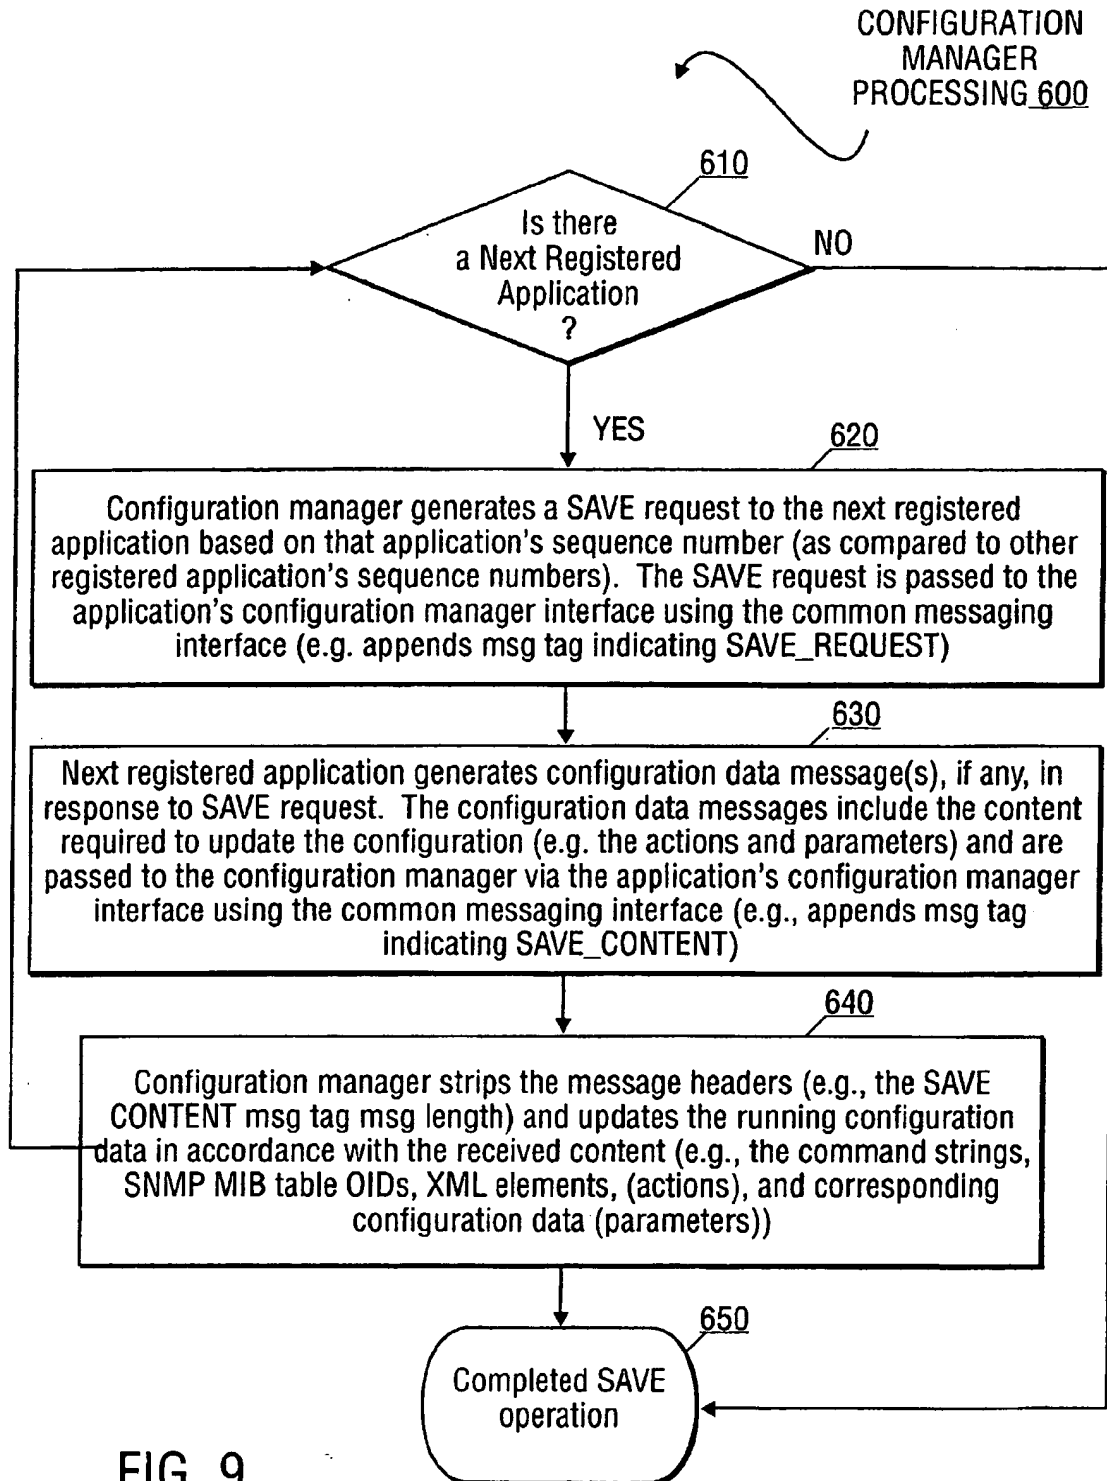 CONFIGURATION
MANAGER
PROCESSING 600
610
Is there
a Next Registered
Application
?
NO
YES
620
Configuration manager generates a SAVE request to the next registered
application based on that application's sequence number (as compared to other
registered application's sequence numbers). The SAVE request is passed to the
application's configuration manager interface using the common messaging
interface (e.g. appends msg tag indicating SAVE_REQUEST)
630
Next registered application generates configuration data message(s), if any, in
response to SAVE request. The configuration data messages include the content
required to update the configuration (e.g. the actions and parameters) and are
passed to the configuration manager via the application's configuration manager
interface using the common messaging interface (e.g., appends msg tag
indicating SAVE_CONTENT)
640
Configuration manager strips the message headers (e.g., the SAVE
CONTENT msg tag msg length) and updates the running configuration
data in accordance with the received content (e.g., the command strings,
SNMP MIB table OIDs, XML elements, (actions), and corresponding
configuration data (parameters))
650
Completed SAVE
operation
FIG. 9